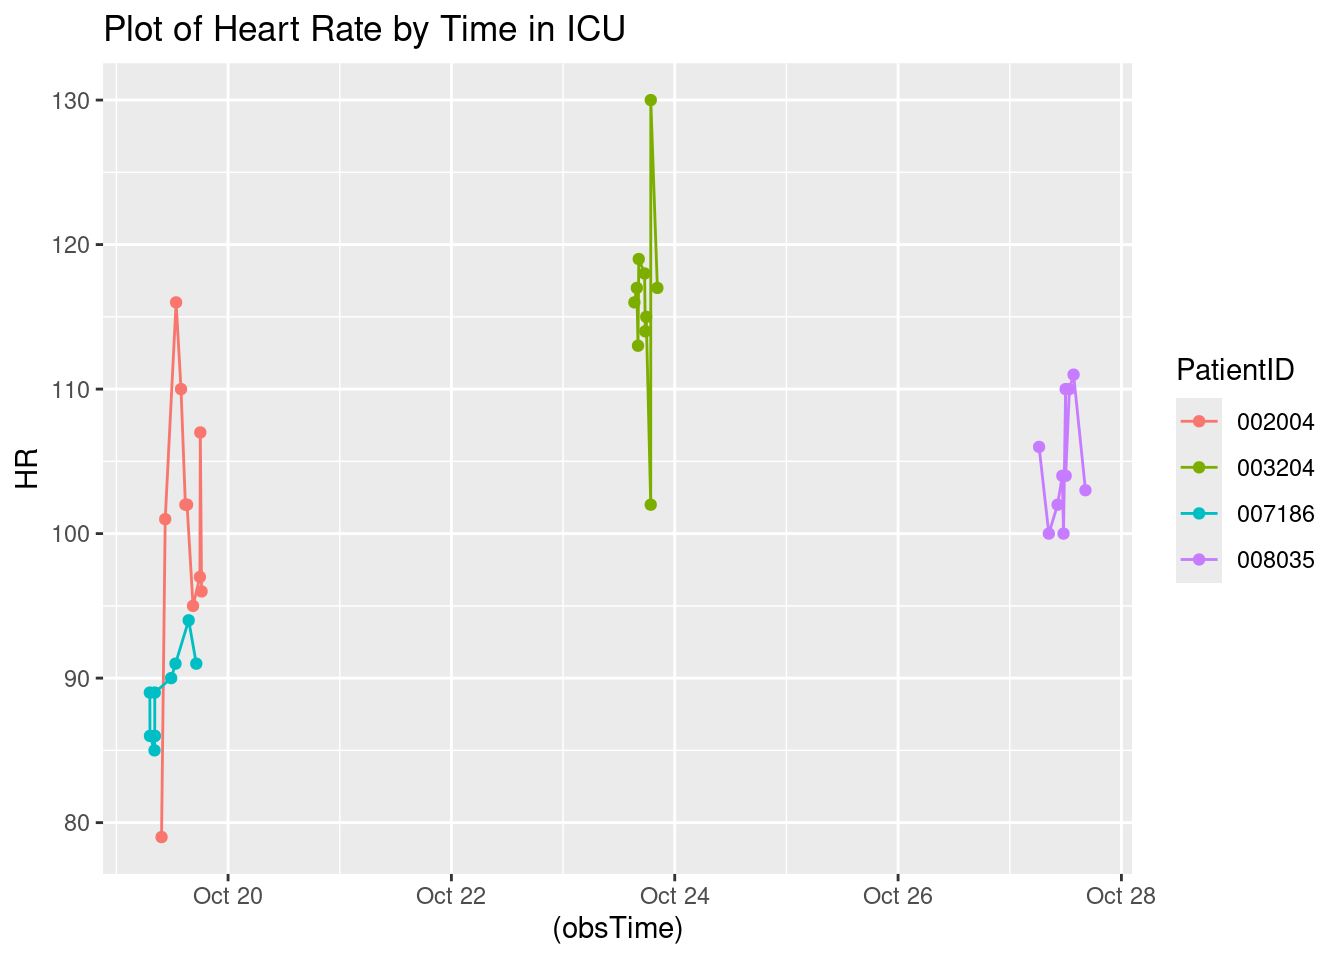 Plot of Heart Rate by Time in ICU
130
120
110
100
90
80
HR
Oct 20
Oct 22
Oct 24
Oct 26
Oct 28
(obsTime)
PatientID
002004
003204
007186
008035